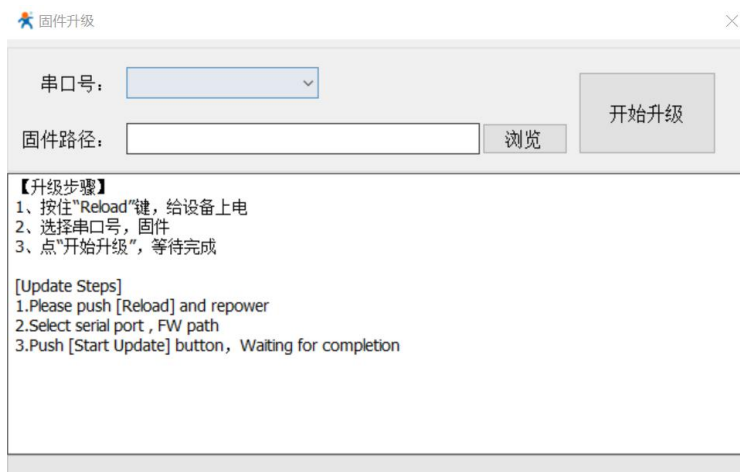 固件升级
串口号：
固件路径：
浏览
开始升级
【升级步骤】
1、按住“Reload”键，给设备上电
2、选择串口号，固件
3、点“开始升级”，等待完成
[Update Steps]
1.Please push [Reload] and repower
2.Select serial port , FW path
3.Push [Start Update] button，Waiting for completion